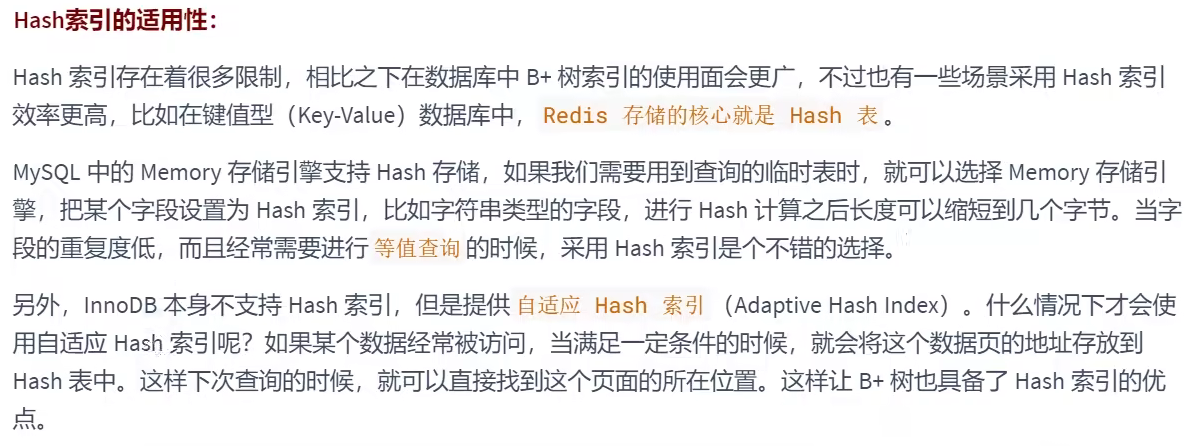 Hash索引的适用性：
Hash 索引存在着很多限制，相比之下在数据库中 B+ 树索引的使用面会更广，不过也有一些场景采用 Hash 索引
效率更高，比如在键值型（Key-Value）数据库中，Redis 存储的核心就是 Hash 表。
MySQL 中的 Memory 存储引擎支持 Hash 存储，如果我们需要用到查询的临时表时，就可以选择 Memory 存储引
擎，把某个字段设置为 Hash 索引，比如字符串类型的字段，进行 Hash 计算之后长度可以缩短到几个字节。当字
段的重复度低，而且经常需要进行等值查询的时候，采用 Hash 索引是个不错的选择。
另外，InnoDB 本身不支持 Hash 索引，但是提供自适应 Hash 索引（Adaptive Hash Index）。什么情况下才会使
用自适应 Hash 索引呢？如果某个数据经常被访问，当满足一定条件的时候，就会将这个数据页的地址存放到
Hash 表中。这样下次查询的时候，就可以直接找到这个页面的所在位置。这样让 B+ 树也具备了 Hash 索引的优
点。